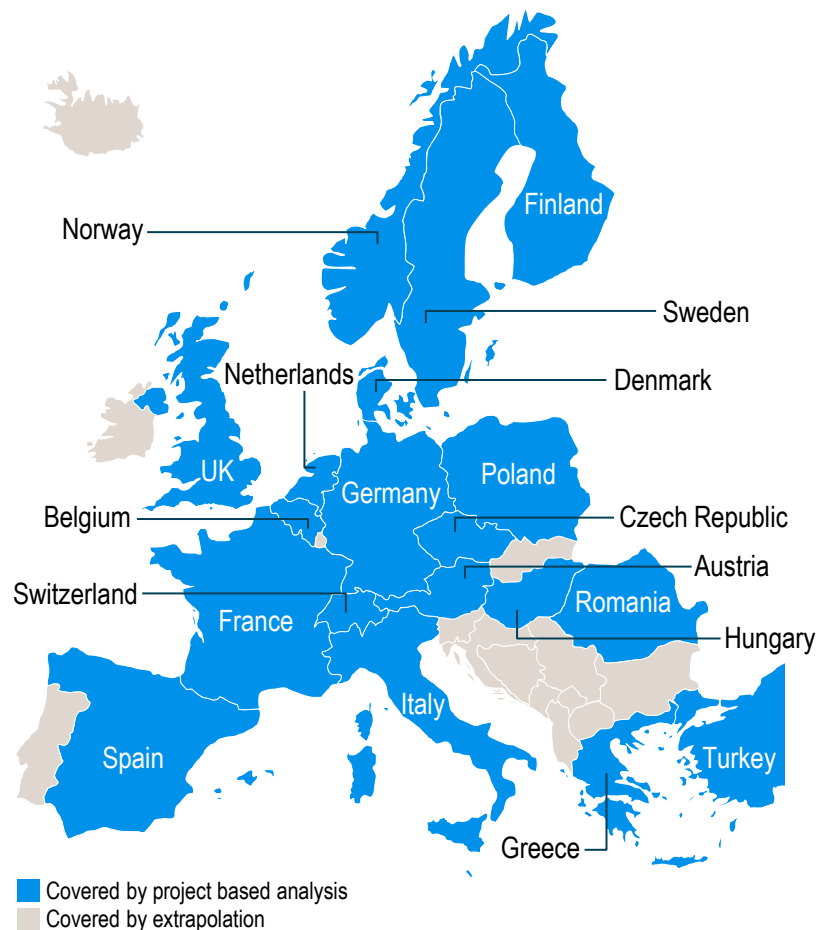 Norway
Finland
Sweden
Netherlands
Denmark
UK
Germany
Poland
Belgium
Czech Republic
Austria
Switzerland
France
Romania
Hungary
Italy
Spain
Turkey
Greece
Covered by project based analysis
Covered by extrapolation